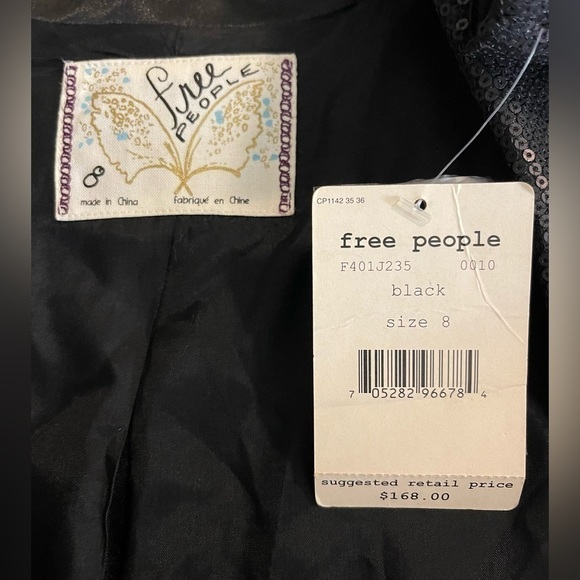 free
PEOPLE
8
made in China Fabriqué en Chine
CP1142 35 36
free people
F401J235 0010
black
size 8
7 05282 96678 4
suggested retail price
$168.00